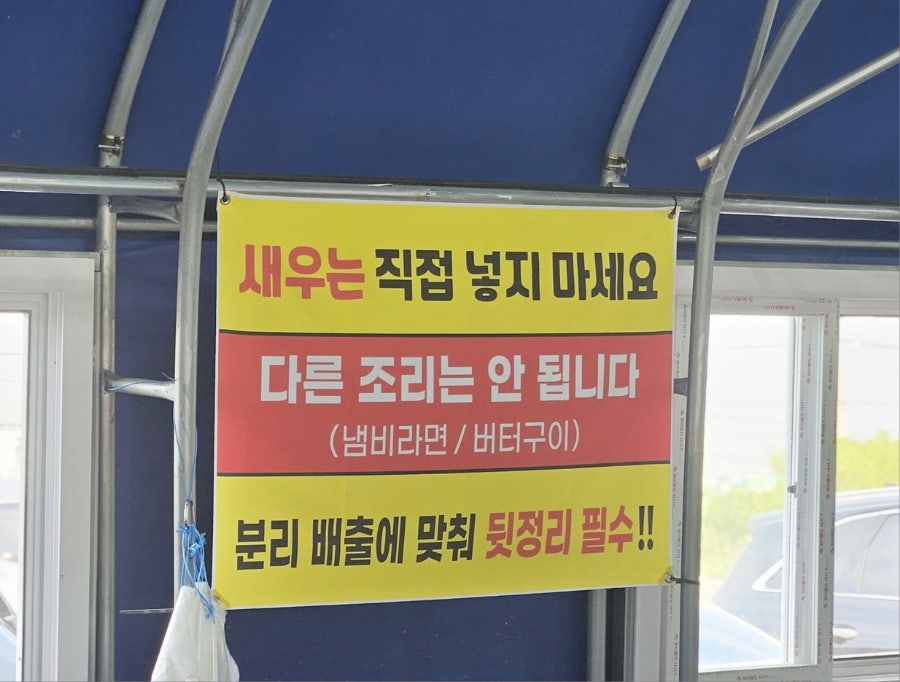 새우는 직접 넣지 마세요
다른 조리는 안 됩니다
(냄비라면 / 버터구이)
분리 배출에 맞춰 뒷정리 필수!!